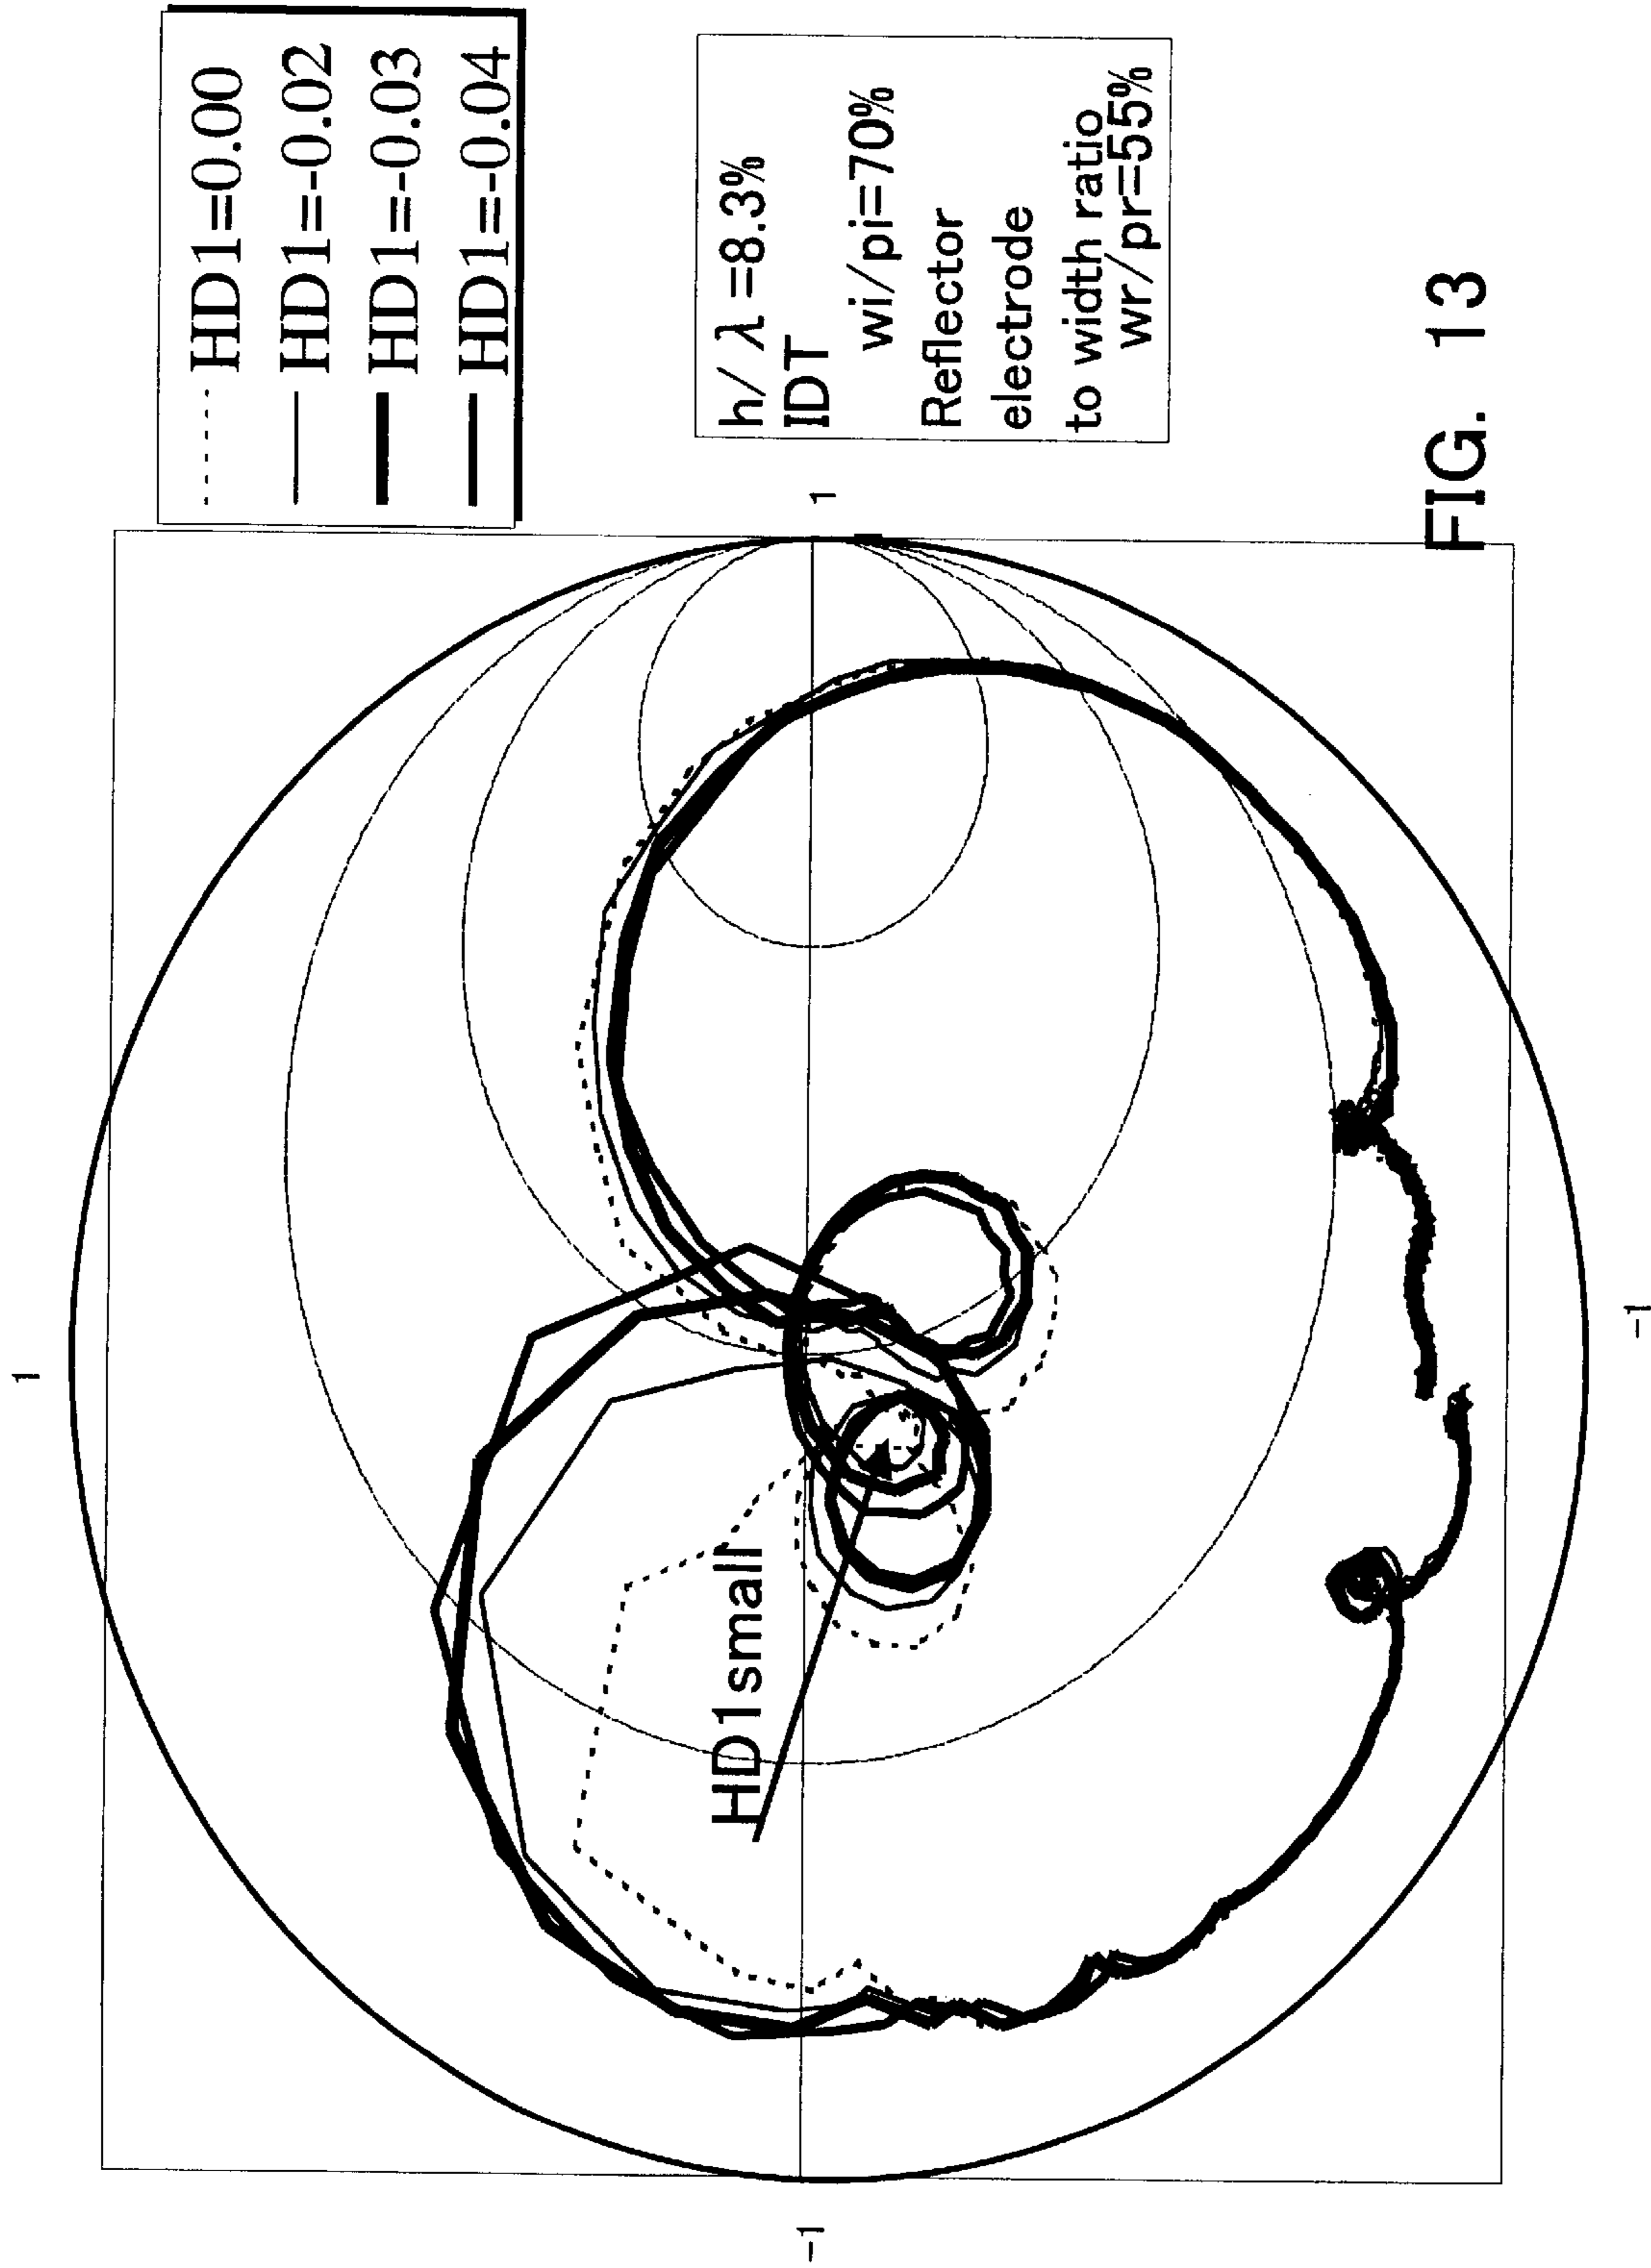 HD1=0.00
HD1=-0.02
HD1=-0.03
HD1=-0.04
h/λ=8.3%
IDT
wi/pi=70%
Reflector
electrode
to width ratio
wr/pr=55%
1
1
-1
-1
HD1small
FIG. 13